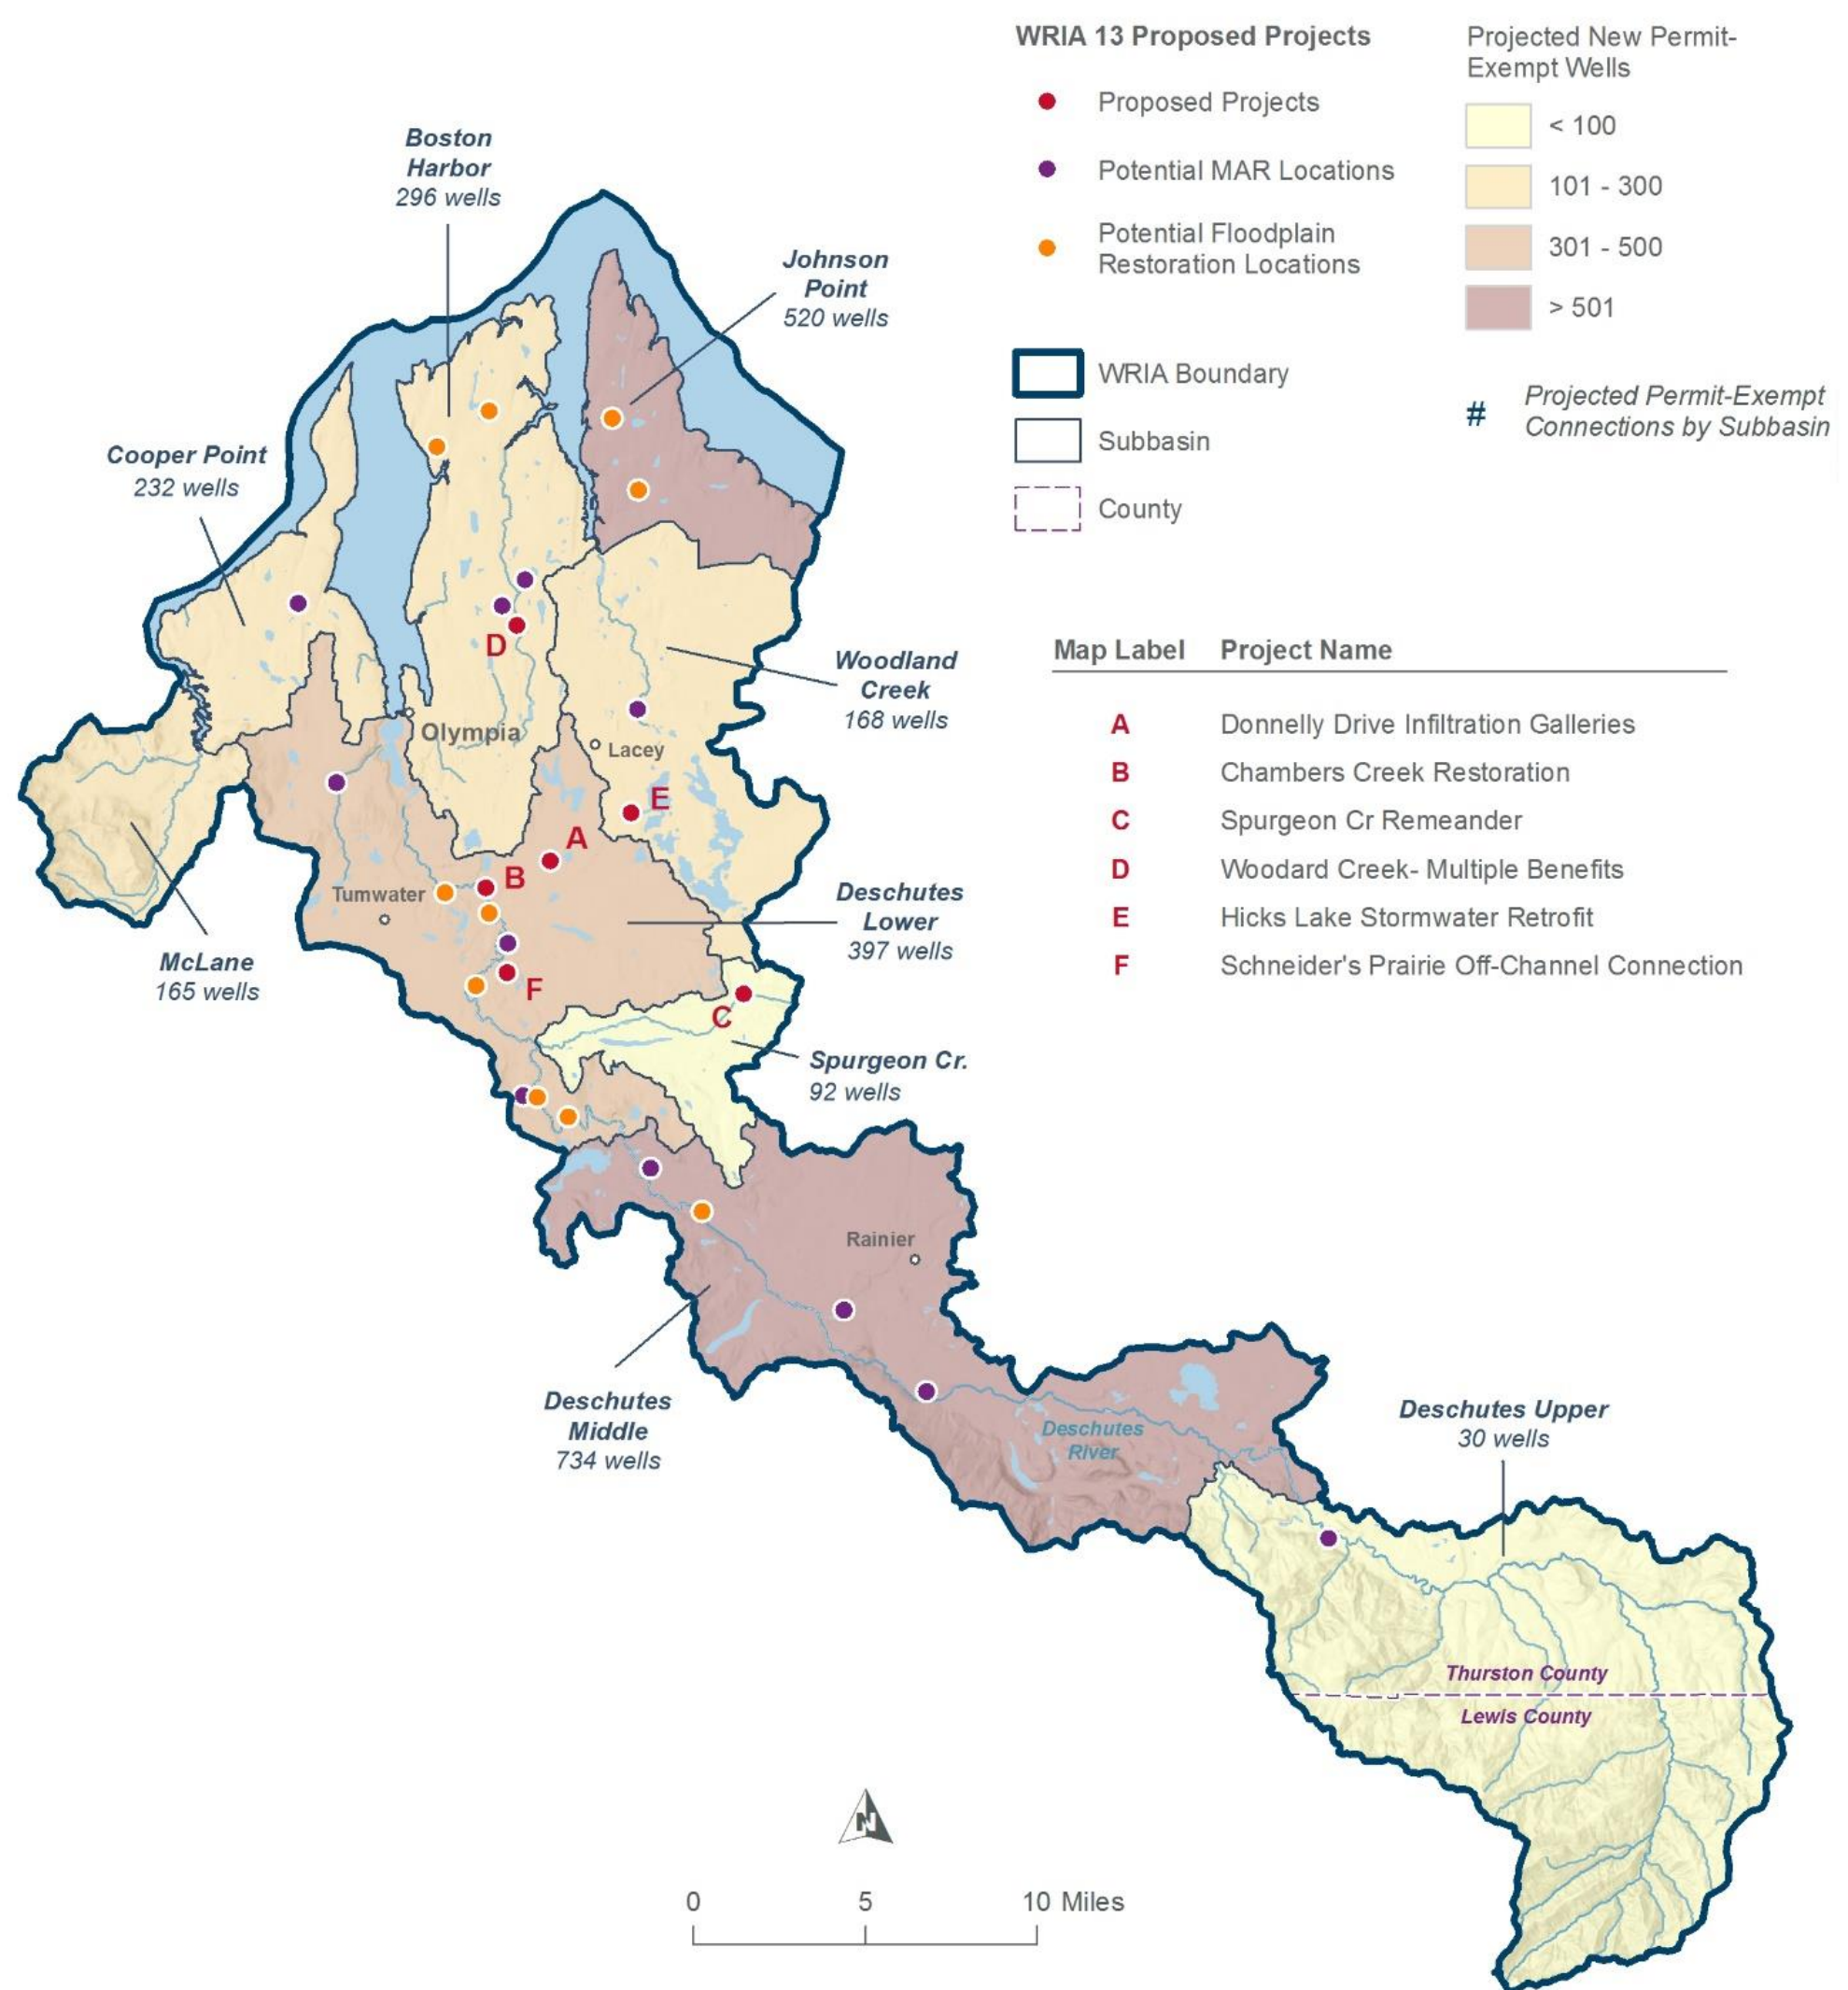 WRIA 13 Proposed Projects
Proposed Projects
Potential MAR Locations
Potential Floodplain
Restoration Locations
WRIA Boundary
Subbasin
County
Projected New Permit-
Exempt Wells
< 100
101 - 300
301 - 500
> 501
# Projected Permit-Exempt
Connections by Subbasin
Map Label Project Name
A Donnelly Drive Infiltration Galleries
B Chambers Creek Restoration
C Spurgeon Cr Remeander
D Woodard Creek- Multiple Benefits
E Hicks Lake Stormwater Retrofit
F Schneider's Prairie Off-Channel Connection
Boston
Harbor
296 wells
Johnson
Point
520 wells
Cooper Point
232 wells
D
Woodland
Creek
168 wells
Olympia
Lacey
E
A
B
Tumwater
Deschutes
Lower
397 wells
McLane
165 wells
F
C
Spurgeon Cr.
92 wells
Rainier
Deschutes
Middle
734 wells
Deschutes
River
Deschutes Upper
30 wells
Thurston County
Lewis County
N
0 5 10 Miles